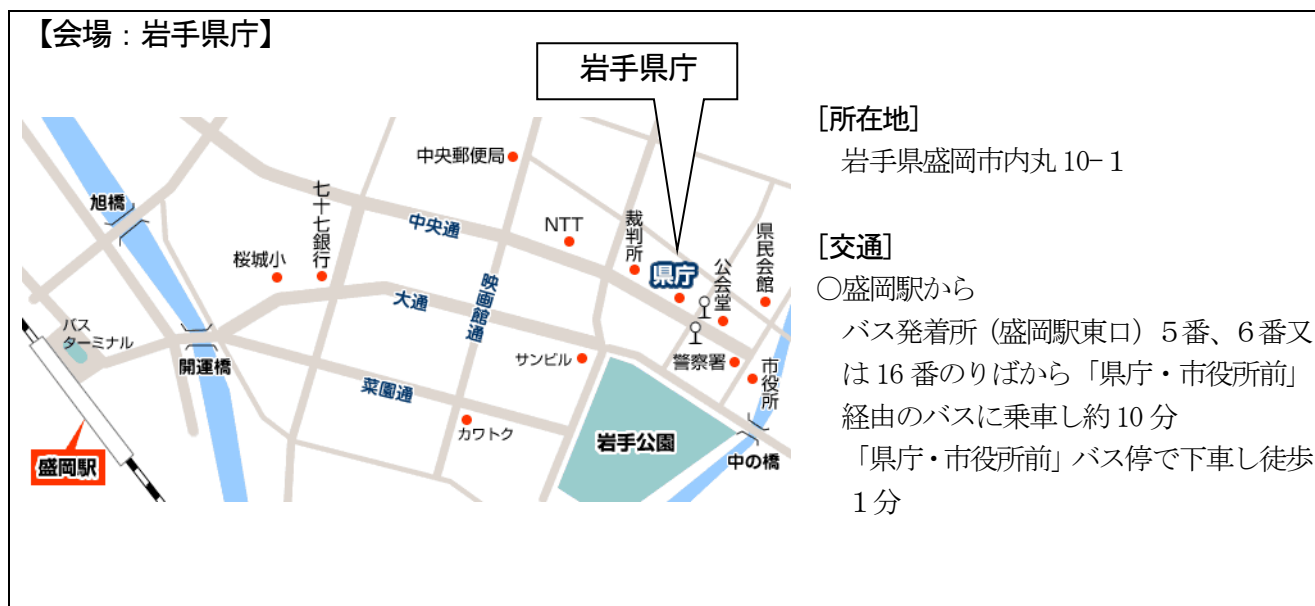 【会場：岩手県庁】
岩手県庁
中央郵便局
旭橋
七十七銀行
中央通
NTT
裁判所
県庁
公会堂
県民会館
桜城小
大通
映画館通
バス
ターミナル
開運橋
サンビル
警察署
市役所
菜園通
カワトク
岩手公園
中の橋
盛岡駅
［所在地］
岩手県盛岡市内丸 10-１
［交通］
○盛岡駅から
バス発着所（盛岡駅東口）５番、６番又
は 16 番のりばから「県庁・市役所前」
経由のバスに乗車し約 10 分
「県庁・市役所前」バス停で下車し徒歩
１分